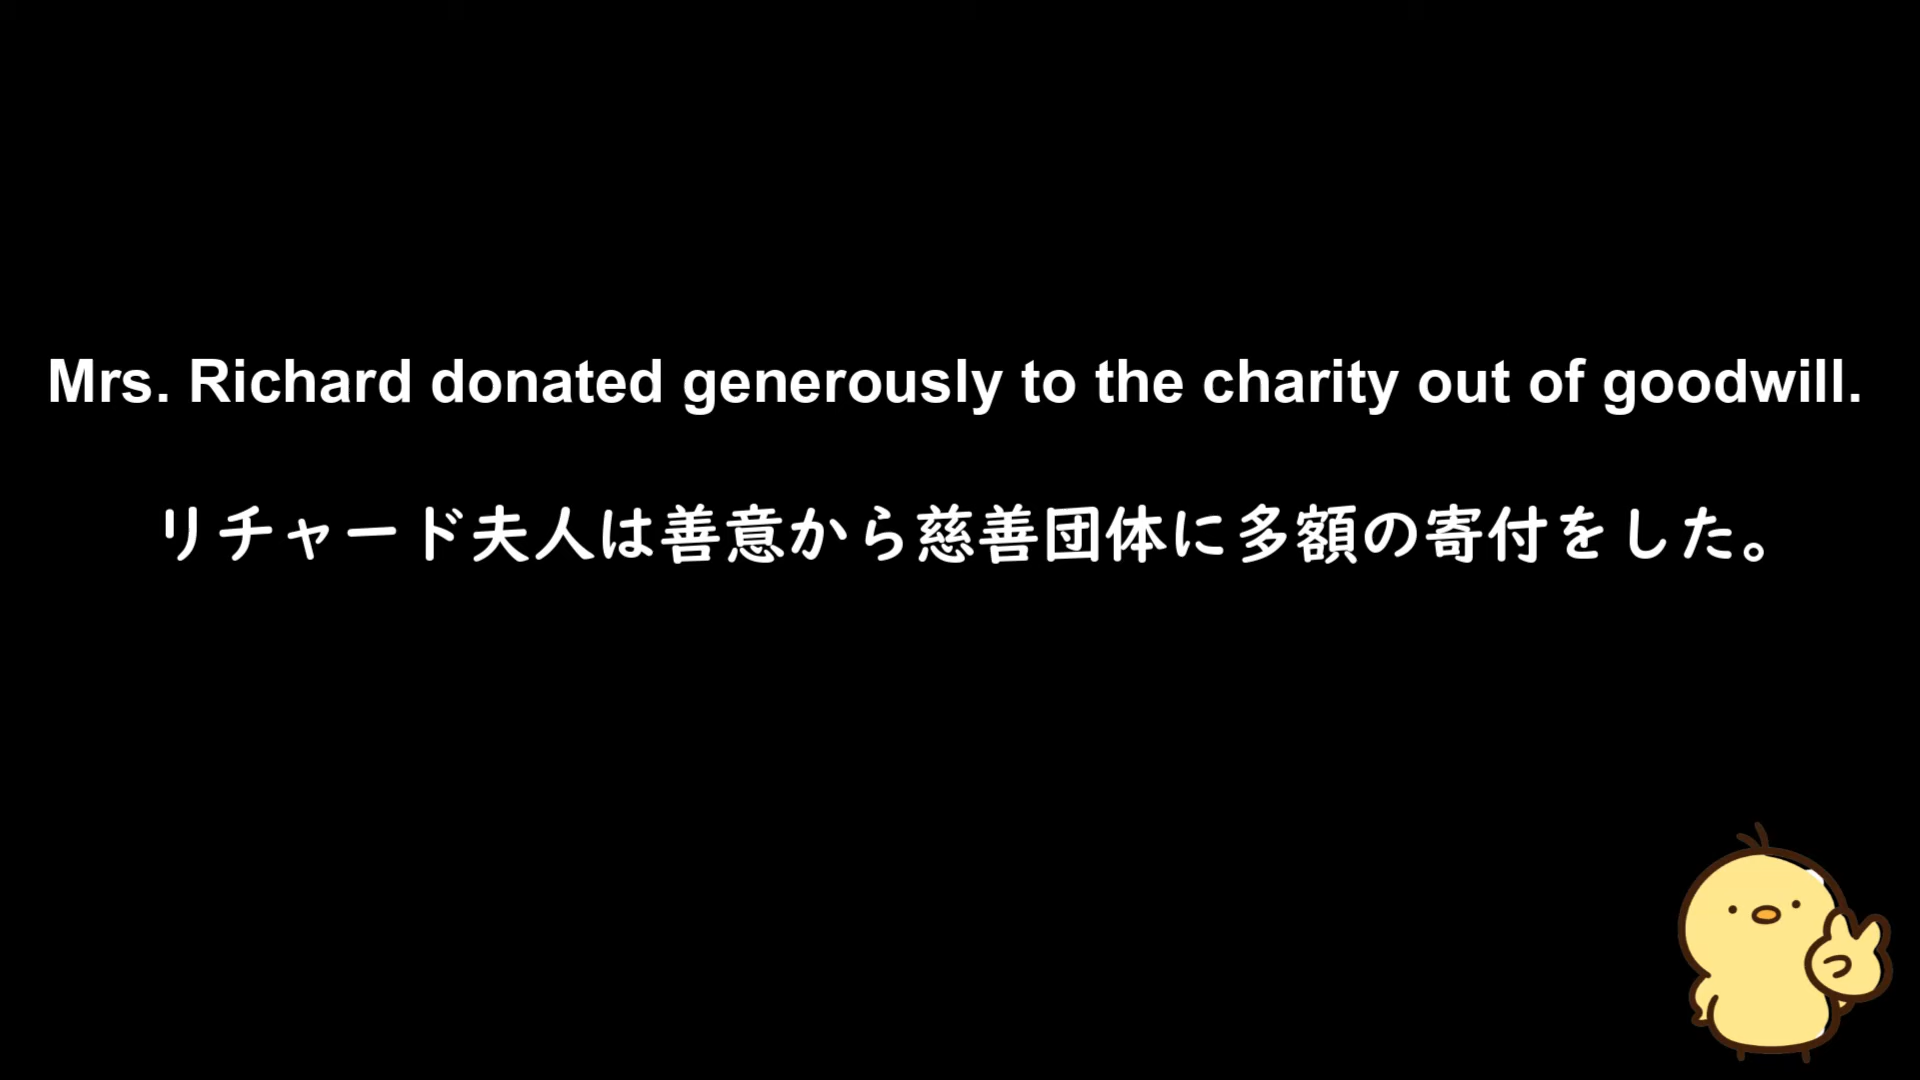 Mrs. Richard donated generously to the charity out of goodwill.
リチャード夫人は善意から慈善団体に多額の寄付をした。